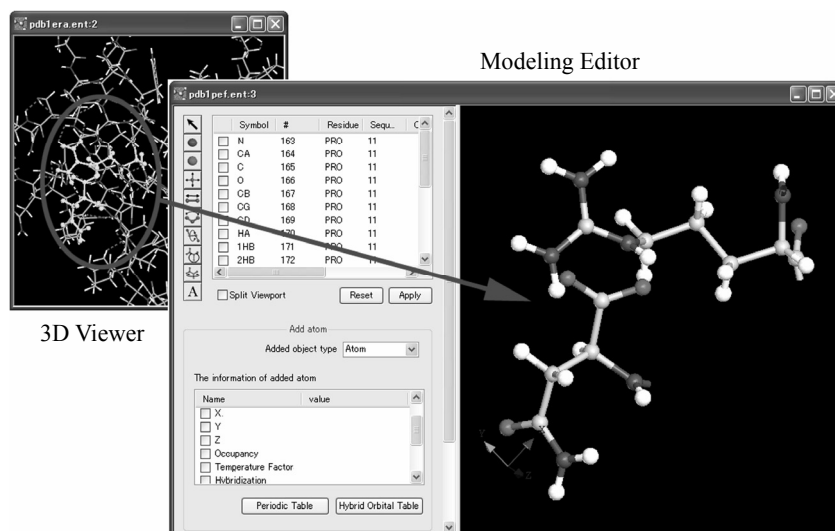 pdb1era.ent:2
Modeling Editor
pdb1pef.ent:3
Symbol # Residue Sequ..
N 163 PRO 11
CA 164 PRO 11
C 165 PRO 11
O 166 PRO 11
CB 167 PRO 11
CG 168 PRO 11
CD 169 PRO 11
HA 170 PRO 11
1HB 171 PRO 11
2HB 172 PRO 11
A
Split Viewport Reset Apply
3D Viewer
Add atom
Added object type Atom
The information of added atom
Name value
X
Y
Z
Occupancy
Temperature Factor
Hybridization
Periodic Table Hybrid Orbital Table
Y
Z